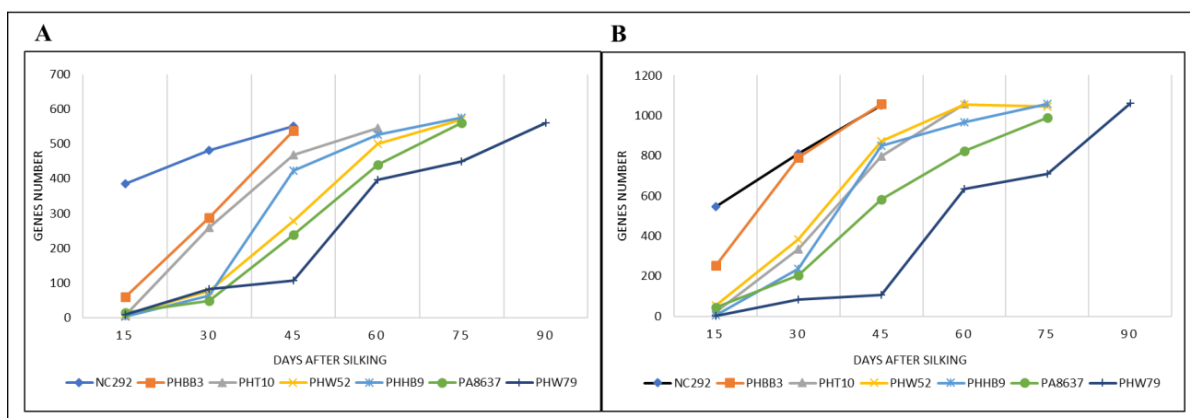 A
GENES NUMBER
700
600
500
400
300
200
100
0
15 30 45 60 75 90
DAYS AFTER SILKING
NC292 PHBB3 PHT10 PHW52 PHHB9 PA8637 PHW79
B
GENES NUMBER
1200
1000
800
600
400
200
0
15 30 45 60 75 90
DAYS AFTER SILKING
NC292 PHBB3 PHT10 PHW52 PHHB9 PA8637 PHW79